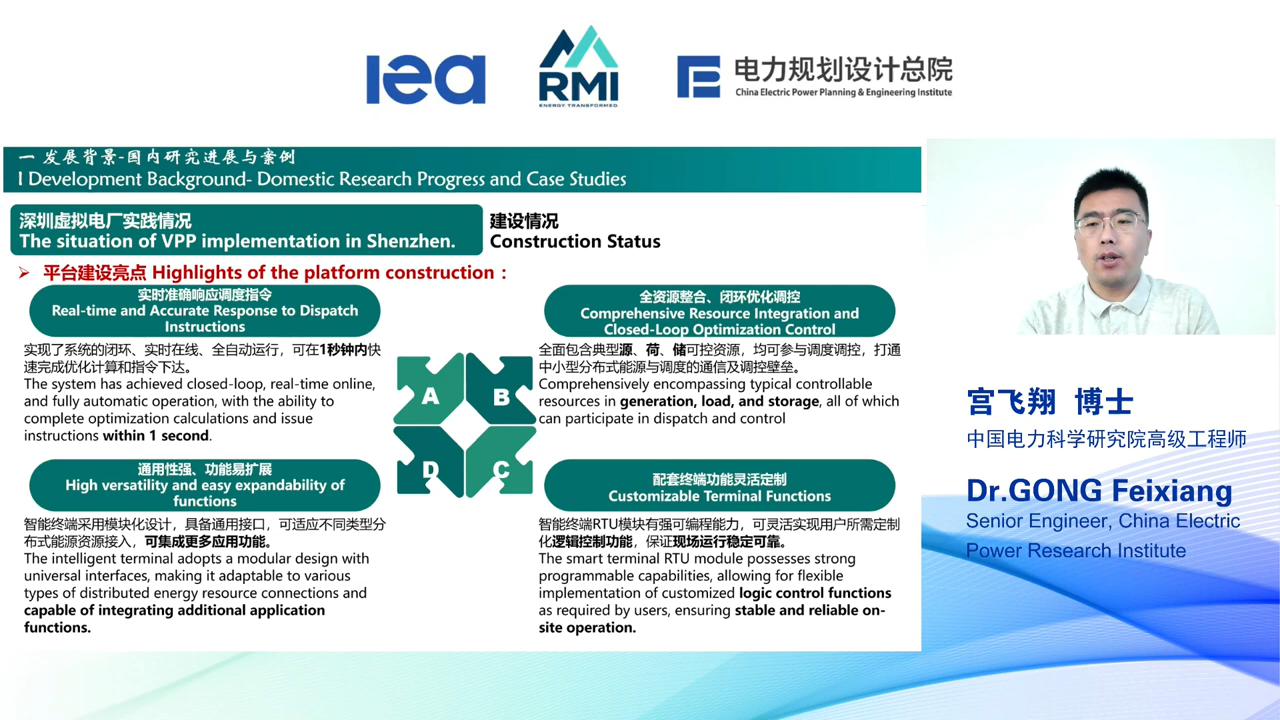 iea
RMI
ENERGY TRANSFORMED
电力规划设计总院
China Electric Power Planning & Engineering Institute
一 发展背景-国内研究进展与案例
I Development Background- Domestic Research Progress and Case Studies
深圳虚拟电厂实践情况
The situation of VPP implementation in Shenzhen.
建设情况
Construction Status
➢ 平台建设亮点 Highlights of the platform construction：
实时准确响应调度指令
Real-time and Accurate Response to Dispatch
Instructions
实现了系统的闭环、实时在线、全自动运行，可在1秒钟内快
速完成优化计算和指令下达。
The system has achieved closed-loop, real-time online,
and fully automatic operation, with the ability to
complete optimization calculations and issue
instructions within 1 second.
全资源整合、闭环优化调控
Comprehensive Resource Integration and
Closed-Loop Optimization Control
全面包含典型源、荷、储可控资源，均可参与调度调控，打通
中小型分布式能源与调度的通信及调控壁垒。
Comprehensively encompassing typical controllable
resources in generation, load, and storage, all of which
can participate in dispatch and control
A
B
D
C
通用性强、功能易扩展
High versatility and easy expandability of
functions
智能终端采用模块化设计，具备通用接口，可适应不同类型分
布式能源资源接入，可集成更多应用功能。
The intelligent terminal adopts a modular design with
universal interfaces, making it adaptable to various
types of distributed energy resource connections and
capable of integrating additional application
functions.
配套终端功能灵活定制
Customizable Terminal Functions
智能终端RTU模块有强可编程能力，可灵活实现用户所需定制
化逻辑控制功能，保证现场运行稳定可靠。
The smart terminal RTU module possesses strong
programmable capabilities, allowing for flexible
implementation of customized logic control functions
as required by users, ensuring stable and reliable on-
site operation.
宫飞翔 博士
中国电力科学研究院高级工程师
Dr.GONG Feixiang
Senior Engineer, China Electric
Power Research Institute